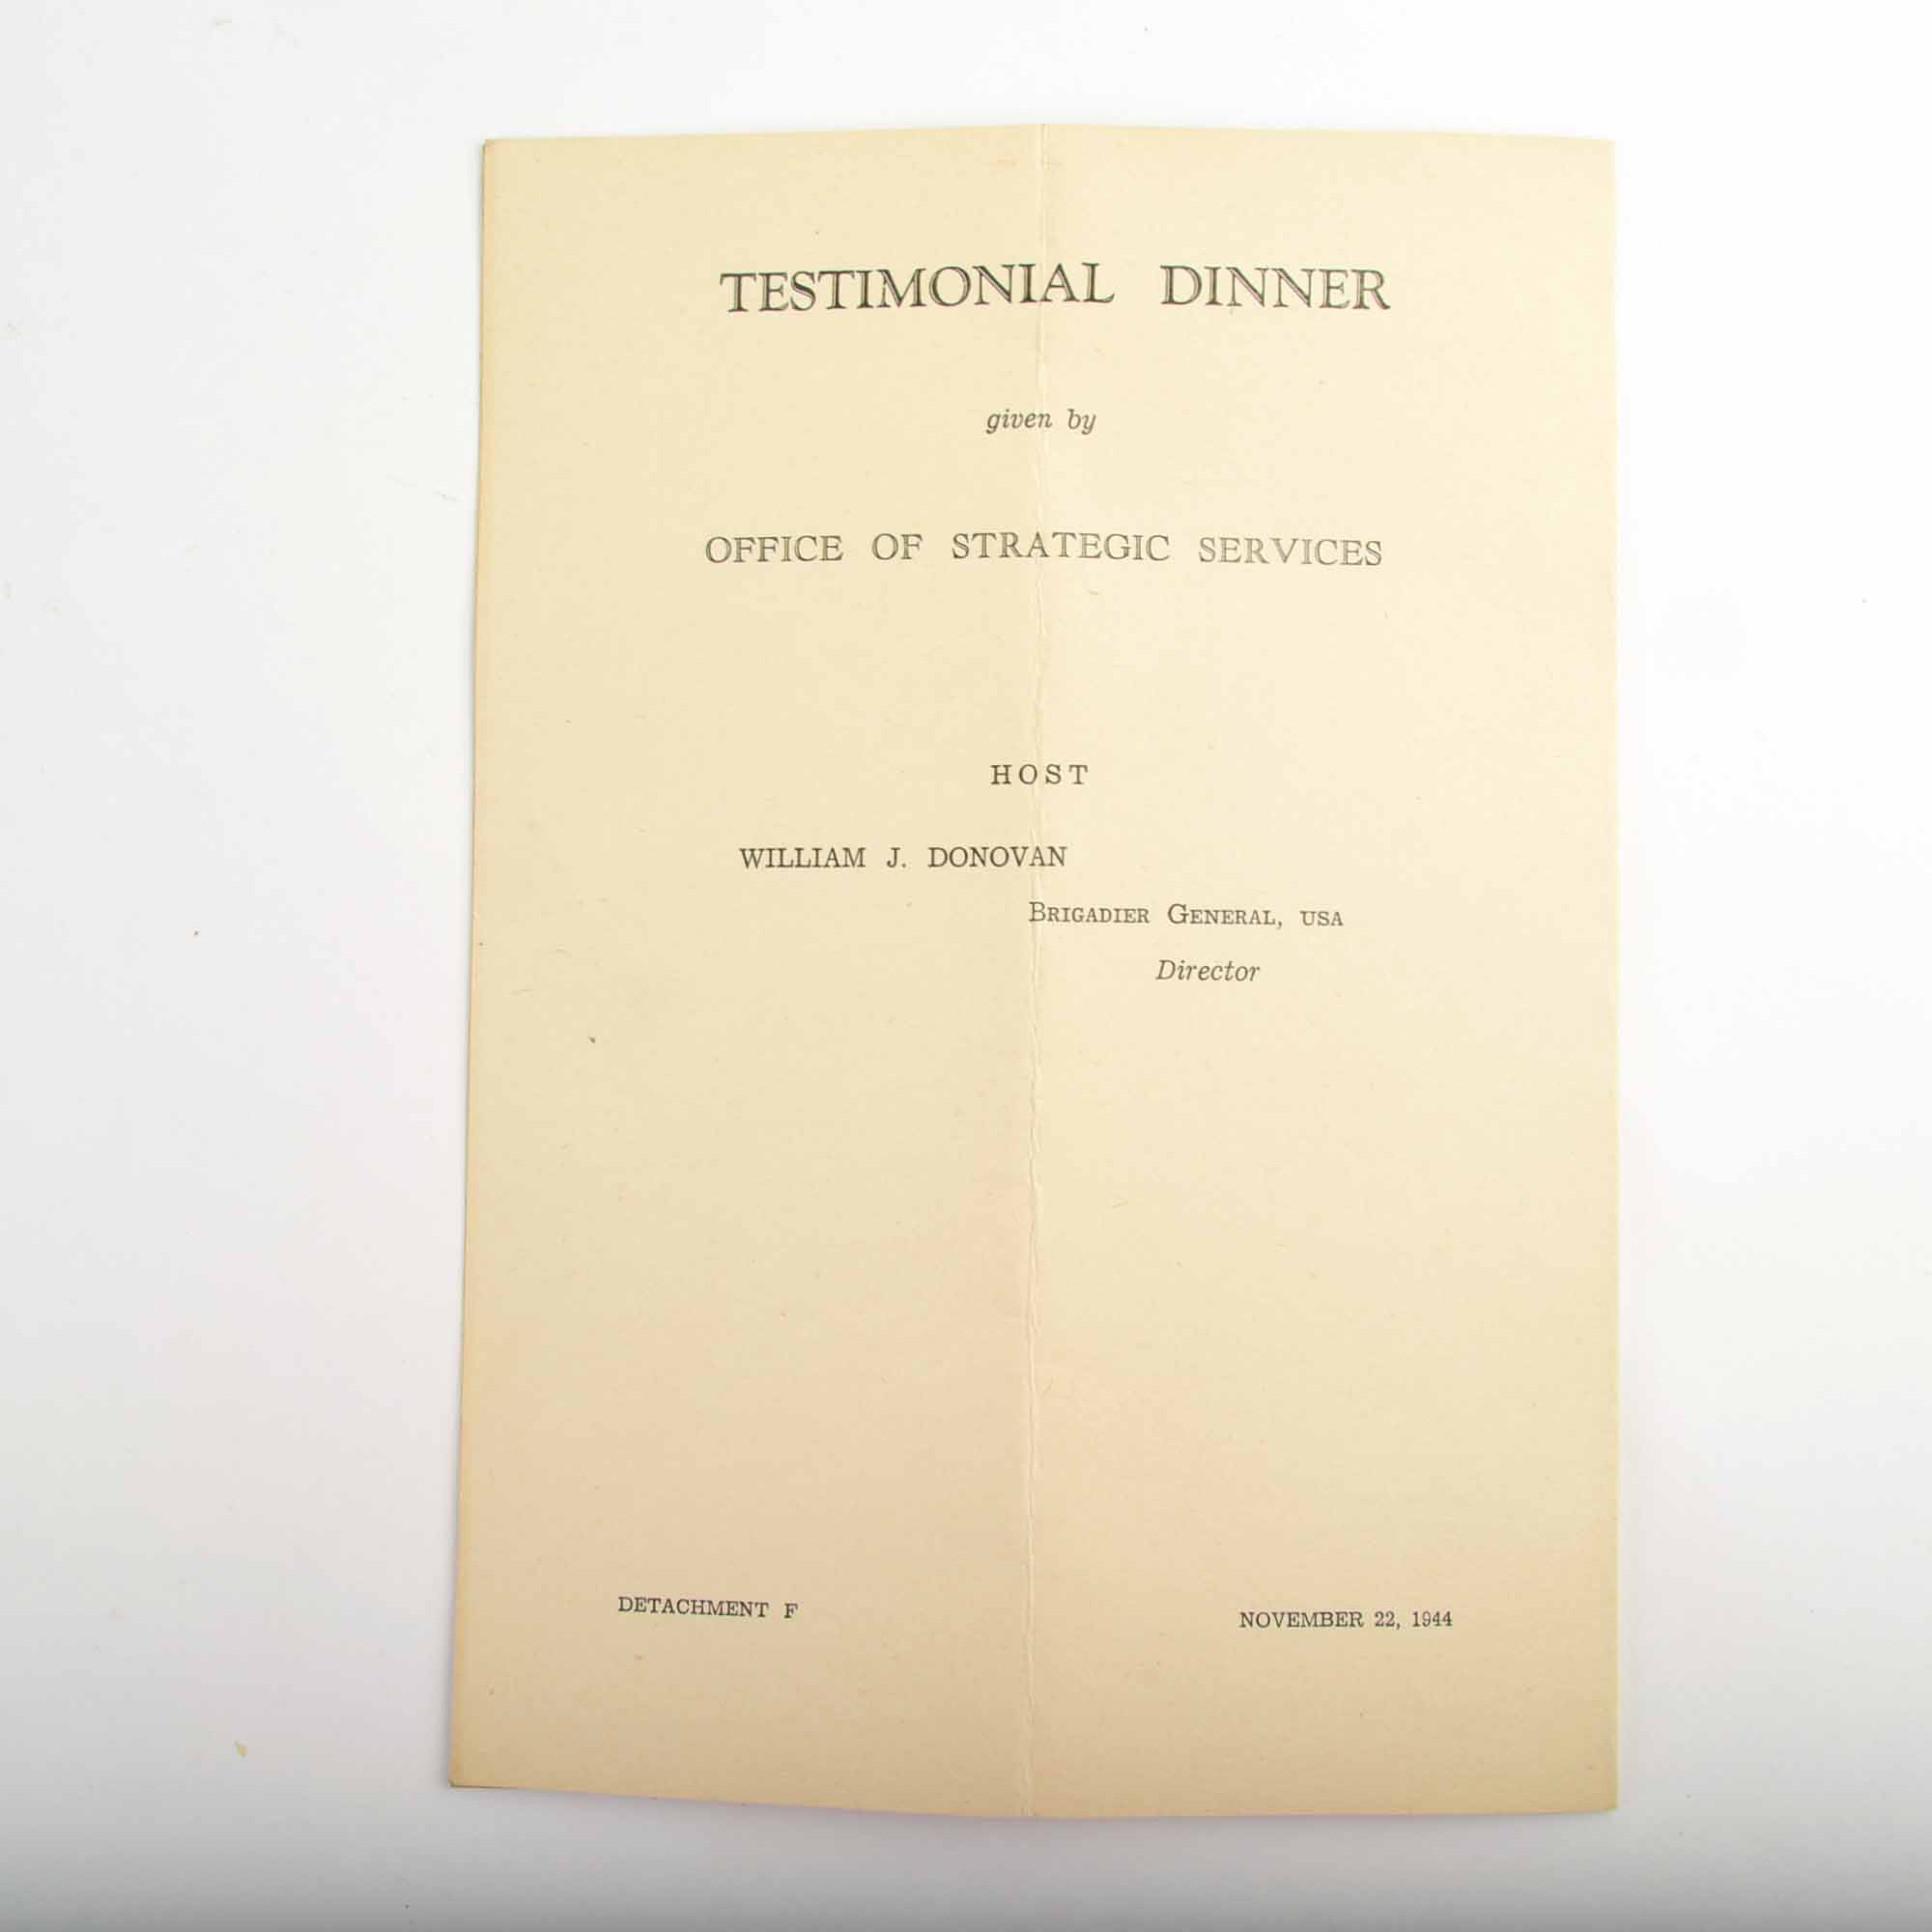 TESTIMONIAL DINNER
given by
OFFICE OF STRATEGIC SERVICES
HOST
WILLIAM J. DONOVAN
BRIGADIER GENERAL, USA
Director
DETACHMENT F
NOVEMBER 22, 1944